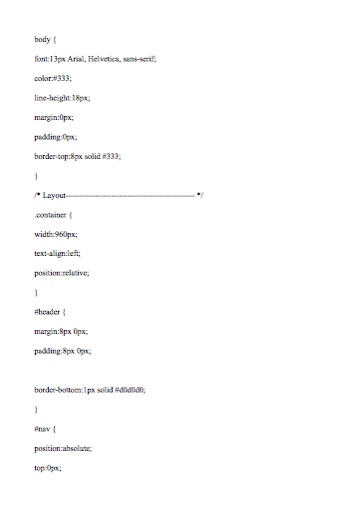 body {
font:13px Arial, Helvetica, sans-serif;
color:#333;
line-height:18px;
margin:0px;
padding:0px;
border-top:8px solid #333;
}
/* Layout-------------------------------------------------- */
.container {
width:960px;
text-align:left;
position:relative;
}
#header {
margin:8px 0px;
padding:8px 0px;
border-bottom:1px solid #d0d0d0;
}
#nav {
position:absolute;
top:0px;